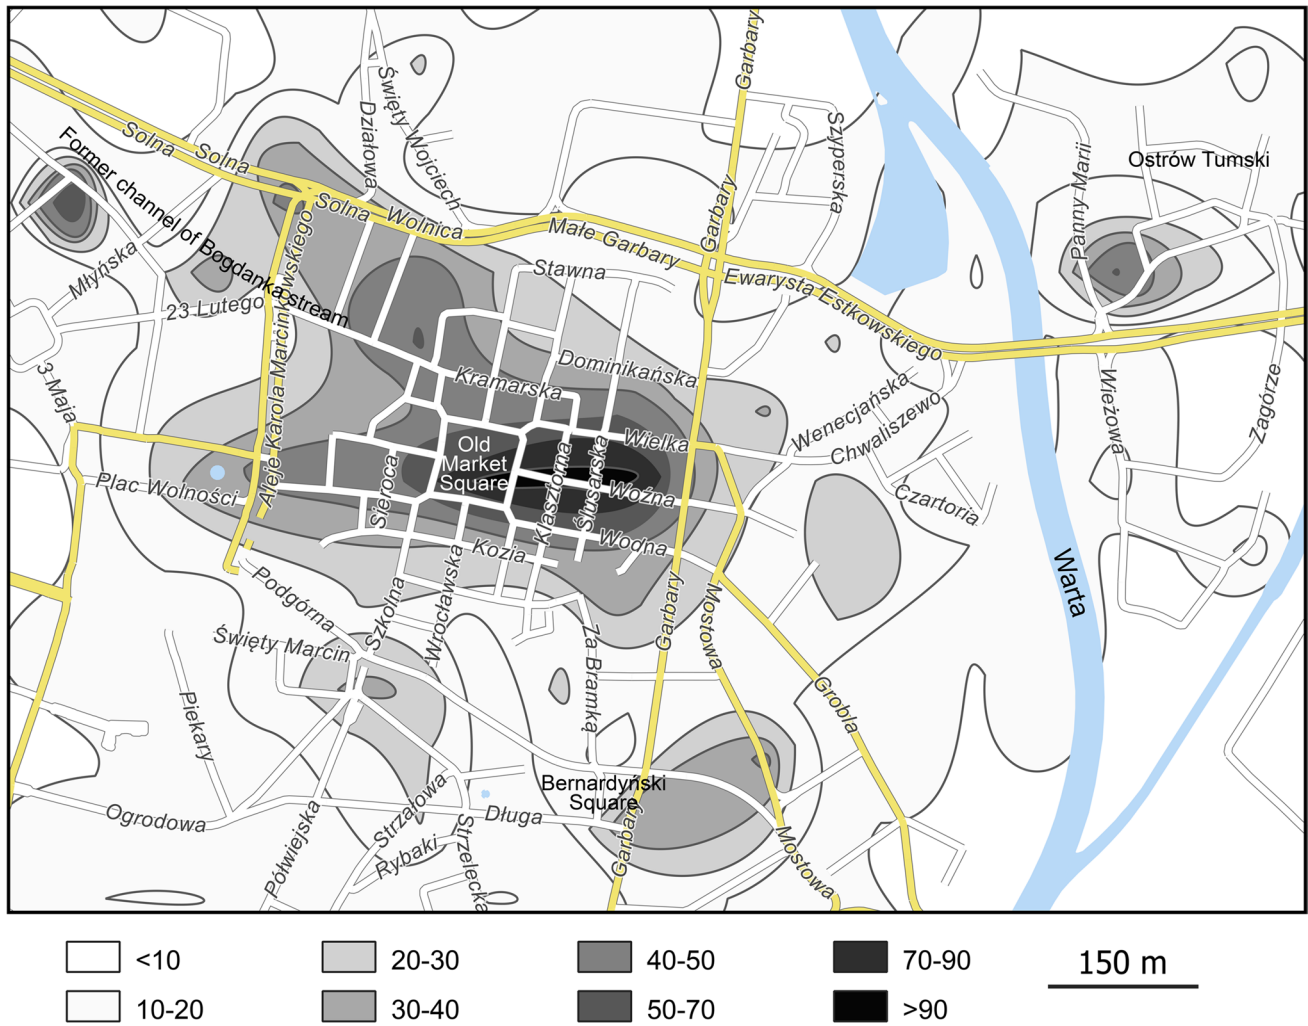 Garbary
Święty Wojciech
Działowa
Solna
Solna
Former channel of Bogdanka stream
Szyperska
Ostrów Tumski
Panny Marii
Solna
Wolnica
Małe Garbary
Garbary
Ewarysta Estkowskiego
Młyńska
23 Lutego
Stawna
Aleje Karola Marcinkowskiego
3 Maja
Dominikańska
Kramarska
Wenecjańska
Chwaliszewo
Wieżowa
Zagórze
Old
Market
Square
Wielka
Plac Wolności
Sieroca
Klasztorna
Ślusarska
Woźna
Czartoria
Kozia
Wodna
Warta
Podgórna
Szkolna
Wrocławska
Garbary
Mostowa
Święty Marcin
Za Bramką
Piekary
Grobla
Bernardyński
Square
Ogrodowa
Półwiejska
Strzałowa
Rybaki
Strzelecka
Długa
Garbary
Mostowa
<10
20-30
40-50
70-90
150 m
10-20
30-40
50-70
>90